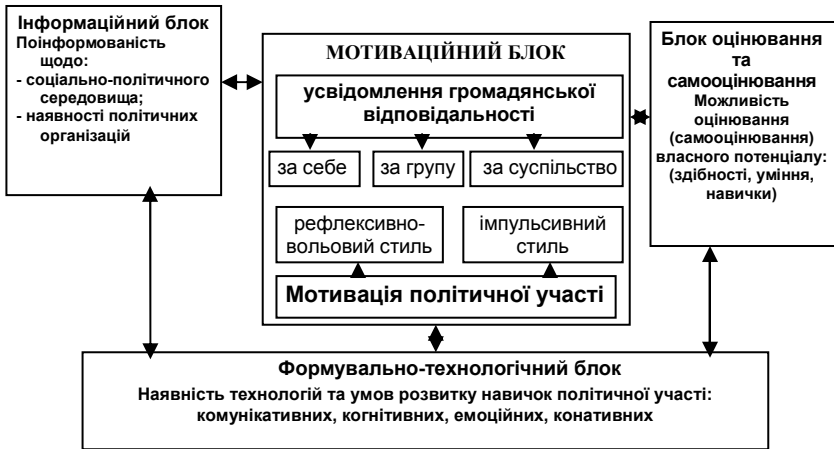 Інформаційний блок
Поінформованість
щодо:
- соціально-політичного
середовища;
- наявності політичних
організацій
МОТИВАЦІЙНИЙ БЛОК
усвідомлення громадянської
відповідальності
за себе
за групу
за суспільство
рефлексивно-
вольовий стиль
імпульсивний
стиль
Мотивація політичної участі
Блок оцінювання
та
самооцінювання
Можливість
оцінювання
(самооцінювання)
власного потенціалу:
(здібності, уміння,
навички)
Формувально-технологічний блок
Наявність технологій та умов розвитку навичок політичної участі:
комунікативних, когнітивних, емоційних, конативних